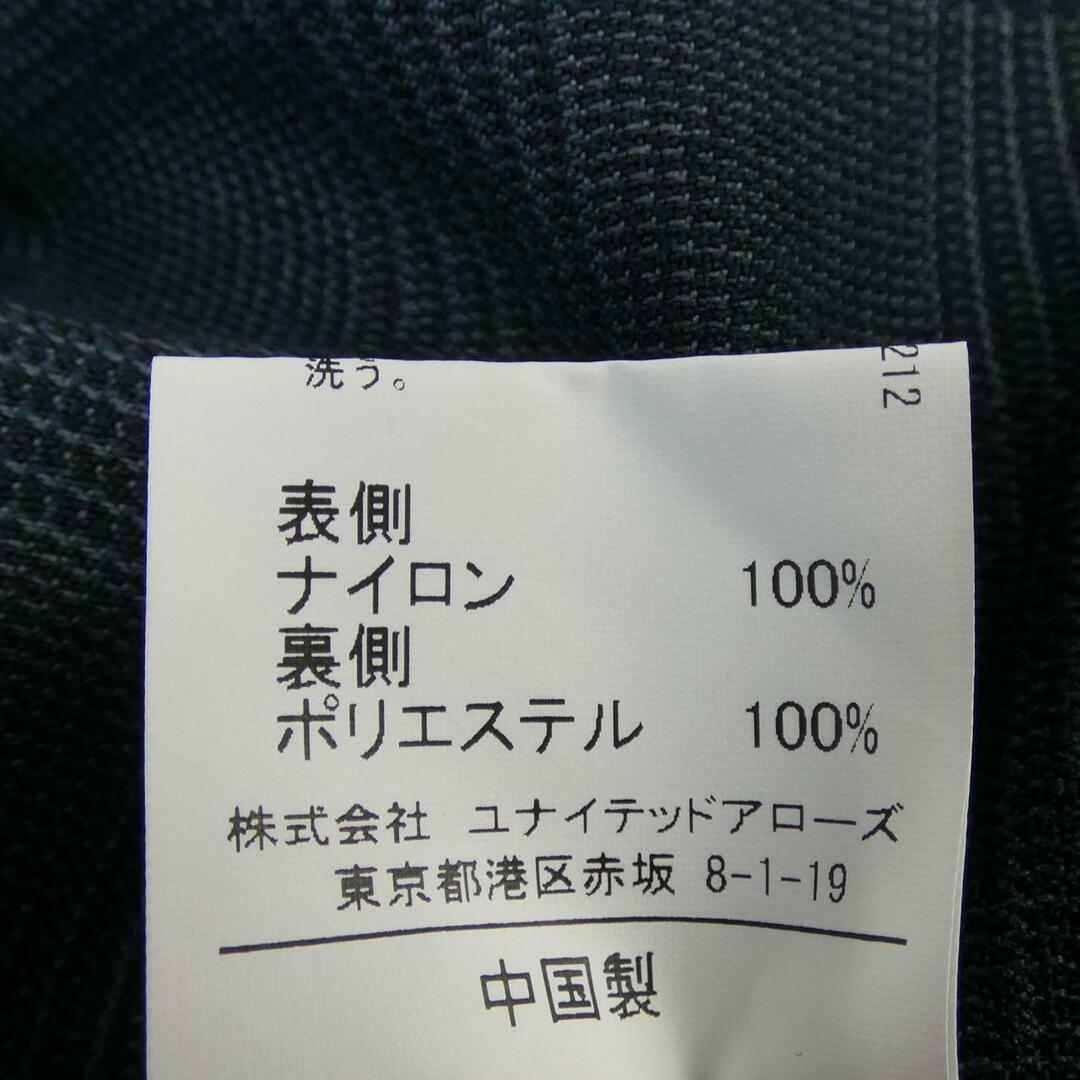 洗う。
212
表側
ナイロン 100%
裏側
ポリエステル 100%
株式会社 ユナイテッドアローズ
東京都港区赤坂 8-1-19
中国製